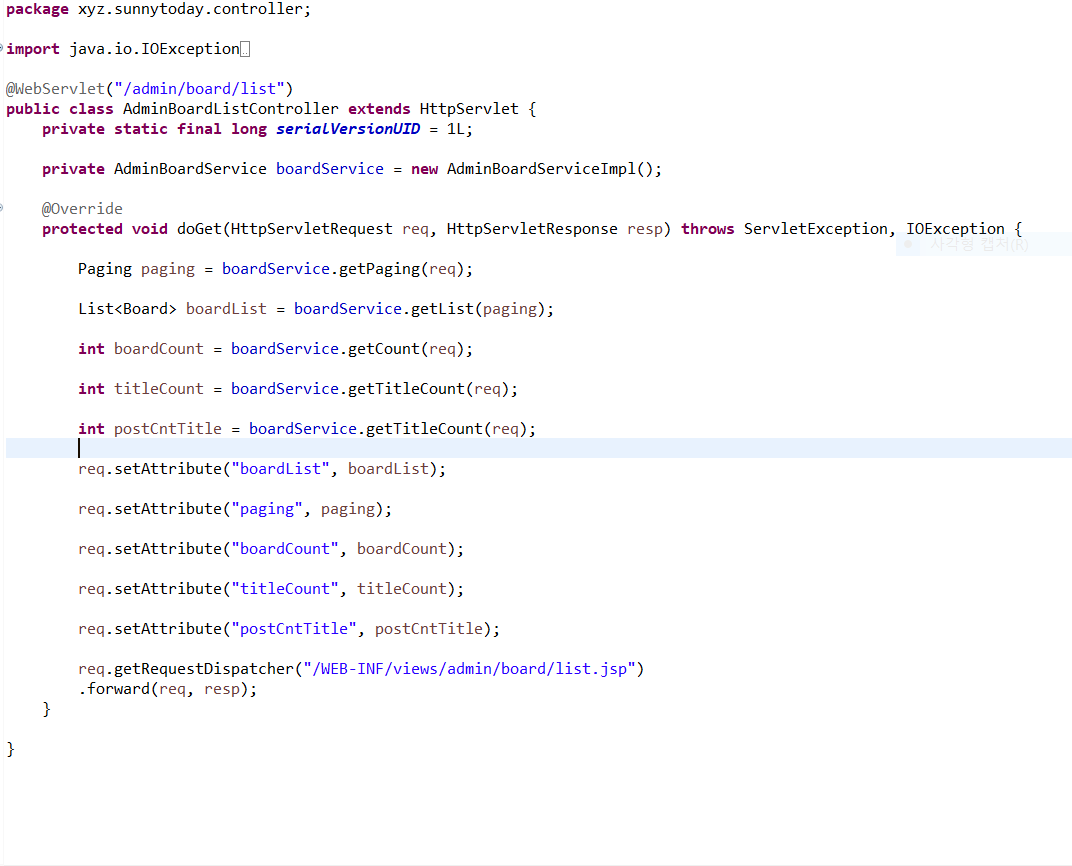 package xyz.sunnytoday.controller;
import java.io.IOException
@WebServlet("/admin/board/list")
public class AdminBoardListController extends HttpServlet {
private static final long serialVersionUID = 1L;
private AdminBoardService boardService = new AdminBoardServiceImpl();
@Override
protected void doGet(HttpServletRequest req, HttpServletResponse resp) throws ServletException, IOException {
사각형 캡처(R)
Paging paging = boardService.getPaging(req);
List<Board> boardList = boardService.getList(paging);
int boardCount = boardService.getCount(req);
int titleCount = boardService.getTitleCount(req);
int postCntTitle = boardService.getTitleCount(req);
req.setAttribute("boardList", boardList);
req.setAttribute("paging", paging);
req.setAttribute("boardCount", boardCount);
req.setAttribute("titleCount", titleCount);
req.setAttribute("postCntTitle", postCntTitle);
req.getRequestDispatcher("/WEB-INF/views/admin/board/list.jsp")
.forward(req, resp);
}
}